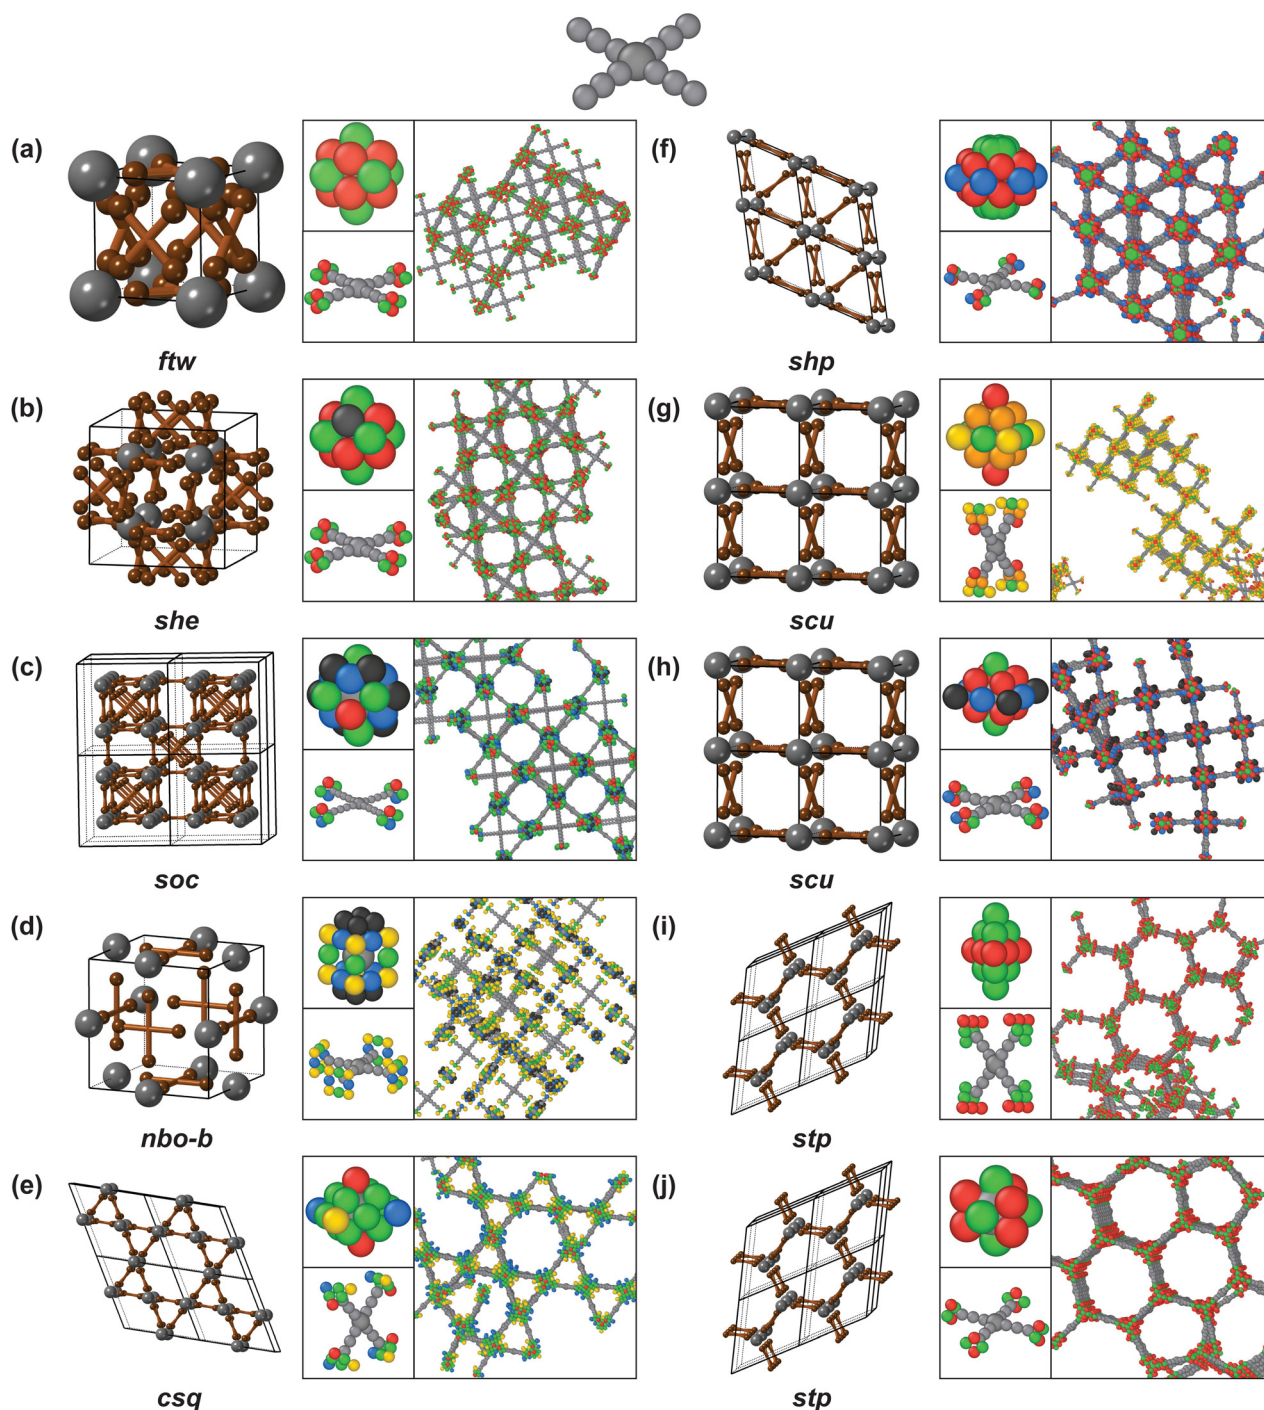 (a)
ftw
(b)
she
(c)
soc
(d)
nbo-b
(e)
csq
(f)
shp
(g)
scu
(h)
scu
(i)
stp
(j)
stp